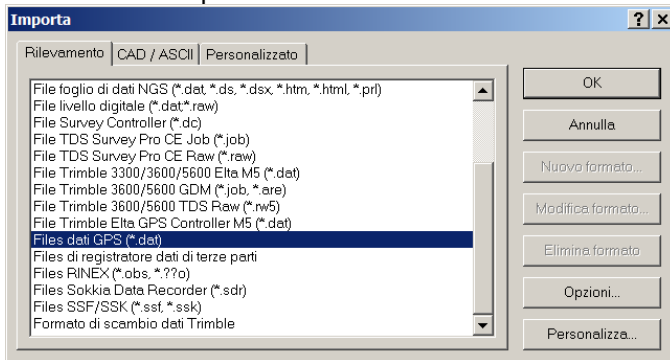 Importa
Rilevamento CAD / ASCII Personalizzato
File foglio di dati NGS (*.dat, *.ds, *.dsx, *.htm, *.html, *.prl)
File livello digitale (*.dat;*.raw)
File Survey Controller (*.dc)
File TDS Survey Pro CE Job (*.job)
File TDS Survey Pro CE Raw (*.raw)
File Trimble 3300/3600/5600 Elta M5 (*.dat)
File Trimble 3600/5600 GDM (*.job, *.are)
File Trimble 3600/5600 TDS Raw (*.rw5)
File Trimble Elta GPS Controller M5 (*.dat)
Files dati GPS (*.dat)
Files di registratore dati di terze parti
Files RINEX (*.obs, *.??o)
Files Sokkia Data Recorder (*.sdr)
Files SSF/SSK (*.ssf, *.ssk)
Formato di scambio dati Trimble
OK
Annulla
Nuovo formato...
Modifica formato...
Elimina formato
Opzioni...
Personalizza...